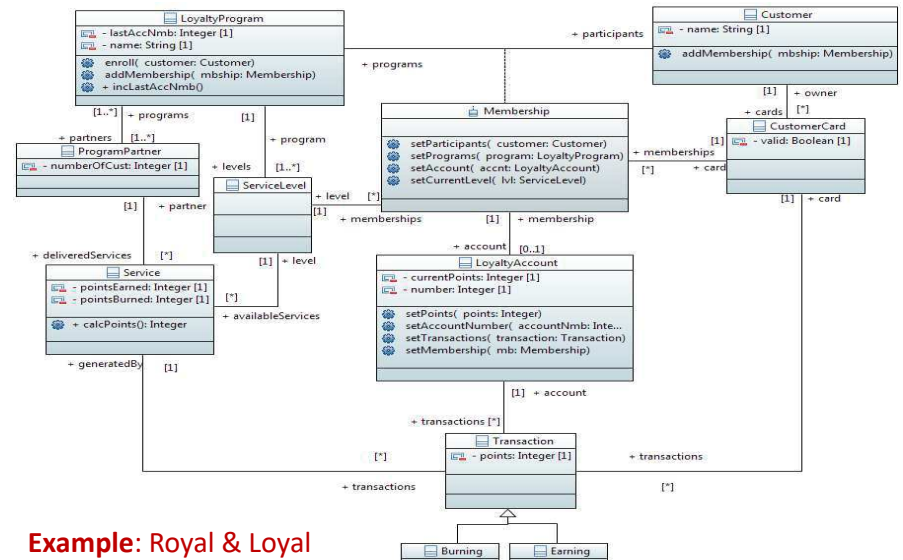 LoyaltyProgram
- lastAccNmb: Integer [1]
- name: String [1]
enroll( customer: Customer)
addMembership( mbship: Membership)
+ incLastAccNmb()
Customer
- name: String [1]
addMembership( mbship: Membership)
+ participants
+ programs
[1] + owner
+ cards [*]
[1..*] + programs
+ partners [1..*]
[1]
+ program
+ levels [1..*]
Membership
setParticipants( customer: Customer)
setPrograms( program: LoyaltyProgram)
setAccount( accnt: LoyaltyAccount)
setCurrentLevel( lvl: ServiceLevel)
CustomerCard
- valid: Boolean [1]
[1]
+ memberships
[*] + card
ProgramPartner
- numberOfCust: Integer [1]
ServiceLevel
+ level [*]
[1] + memberships
[1] + partner
+ deliveredServices [*]
[1] + level
[*]
+ availableServices
[1] + membership
+ account [0..1]
[1] + card
Service
- pointsEarned: Integer [1]
- pointsBurned: Integer [1]
+ calcPoints(): Integer
LoyaltyAccount
- currentPoints: Integer [1]
- number: Integer [1]
setPoints( points: Integer)
setAccountNumber( accountNmb: Inte...
setTransactions( transaction: Transaction)
setMembership( mb: Membership)
+ generatedBy [1]
[1] + account
+ transactions [*]
Transaction
- points: Integer [1]
[*]
+ transactions
+ transactions
[*]
Burning
Earning
Example: Royal & Loyal